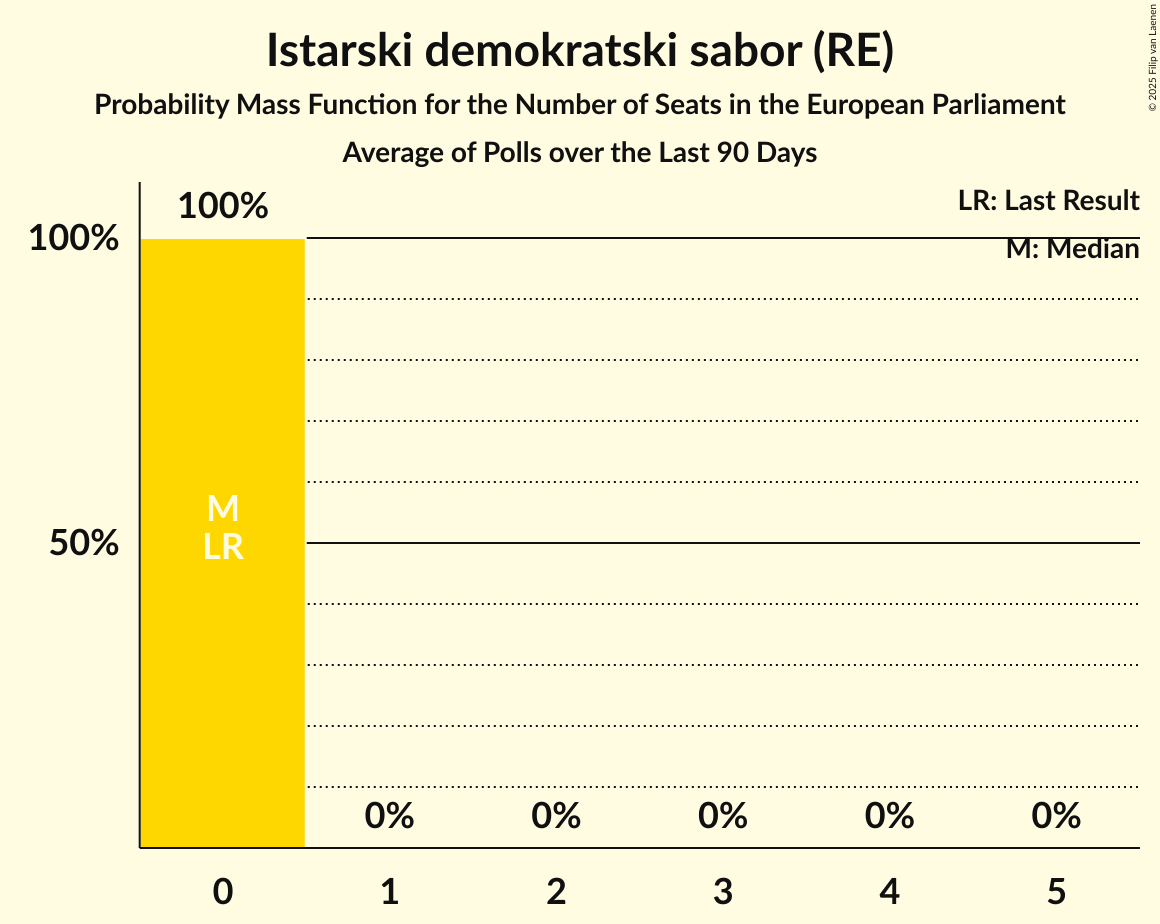 Istarski demokratski sabor (RE)
Probability Mass Function for the Number of Seats in the European Parliament
Average of Polls over the Last 90 Days
© 2025 Filip van Laenen
LR: Last Result
M: Median
100%
100%
50%
M
LR
0%
0%
0%
0%
0%
0
1
2
3
4
5